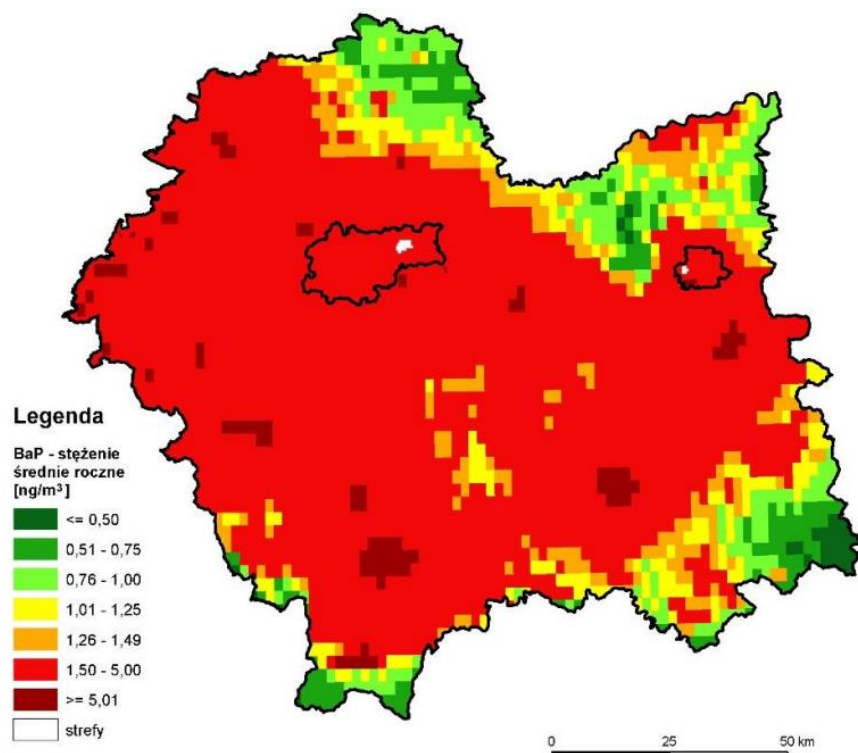 Legenda
BaP - stężenie
średnie roczne
[ng/m³]
<= 0,50
0,51 - 0,75
0,76 - 1,00
1,01 - 1,25
1,26 - 1,49
1,50 - 5,00
>= 5,01
strefy
0 25 50 km